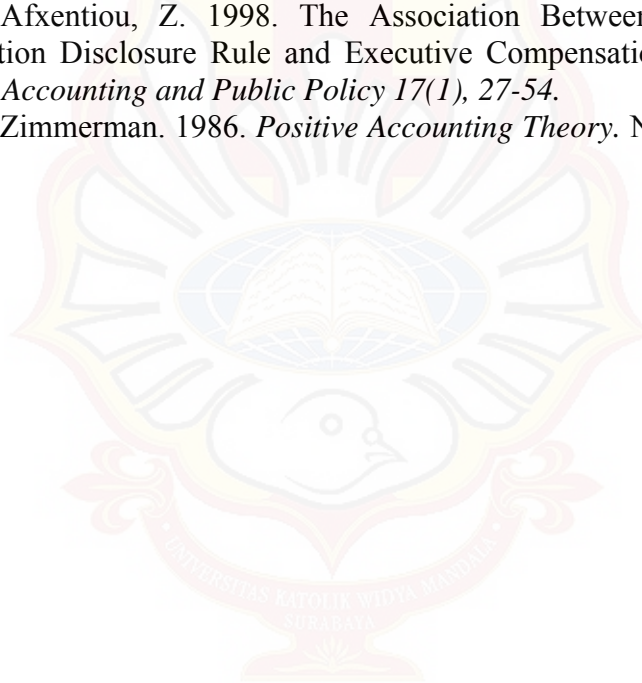 Afxentiou, Z. 1998. The Association Between
tion Disclosure Rule and Executive Compensatio
Accounting and Public Policy 17(1), 27-54.
Zimmerman. 1986. Positive Accounting Theory. N
UNIVERSITAS KATOLIK WIDYA MANDALA
SURABAYA